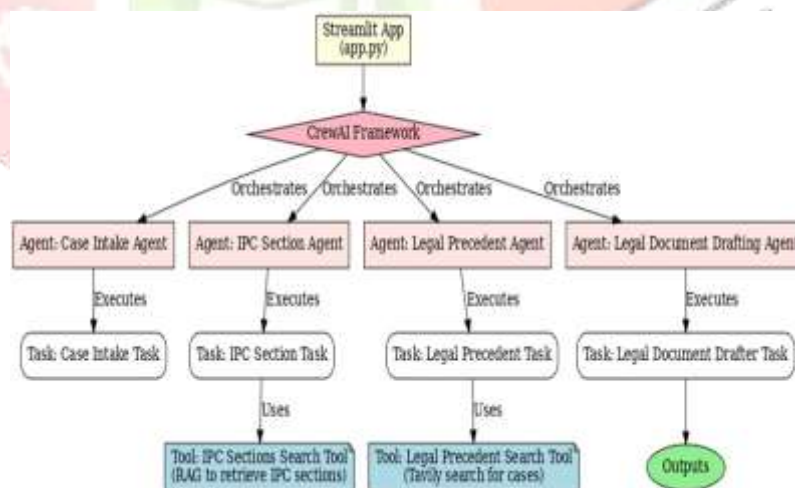 Streamlit App
(app.py)
CrewAI Framework
Orchestrates
Orchestrates
Orchestrates
Orchestrates
Agent: Case Intake Agent
Agent: IPC Section Agent
Agent: Legal Precedent Agent
Agent: Legal Document Drafting Agent
Executes
Executes
Executes
Executes
Task: Case Intake Task
Task: IPC Section Task
Task: Legal Precedent Task
Task: Legal Document Drafter Task
Uses
Uses
Tool: IPC Sections Search Tool
(RAG to retrieve IPC sections)
Tool: Legal Precedent Search Tool
(Tavily search for cases)
Outputs